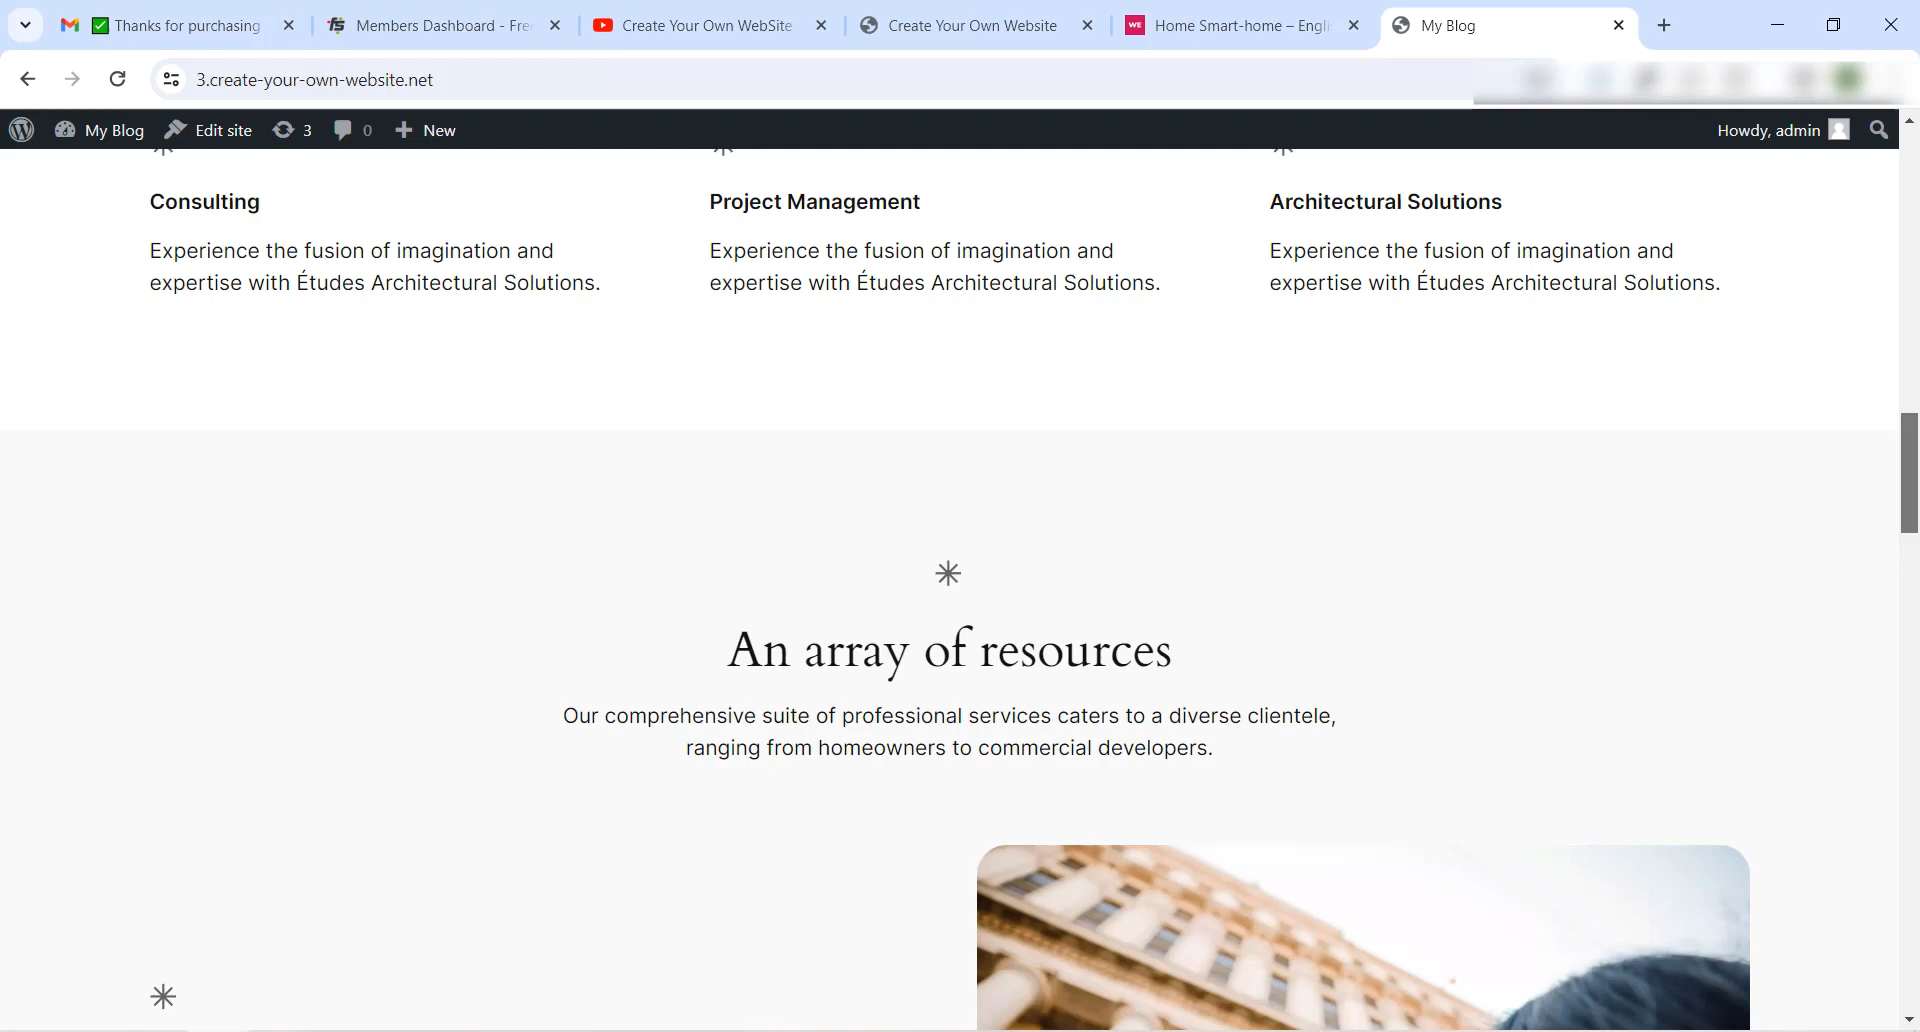 Thanks for purchasing
Members Dashboard - Fre
Create Your Own WebSite
Create Your Own Website
WE Home Smart-home – Engli
My Blog
3.create-your-own-website.net
My Blog
Edit site
3
0
New
Howdy, admin
Consulting
Project Management
Architectural Solutions
Experience the fusion of imagination and
expertise with Études Architectural Solutions.
Experience the fusion of imagination and
expertise with Études Architectural Solutions.
Experience the fusion of imagination and
expertise with Études Architectural Solutions.
An array of resources
Our comprehensive suite of professional services caters to a diverse clientele,
ranging from homeowners to commercial developers.